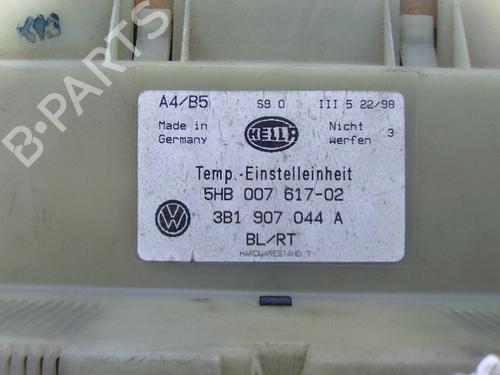 B-PARTS
A4/B5 S9.0 III 5 22/98
Made in Germany
HELLA
Nicht werfen 3
Temp.-Einstelleinheit
5HB 007 617-02
VW
3B1 907 044 A
BL/RT
HARDWARESTAND 7